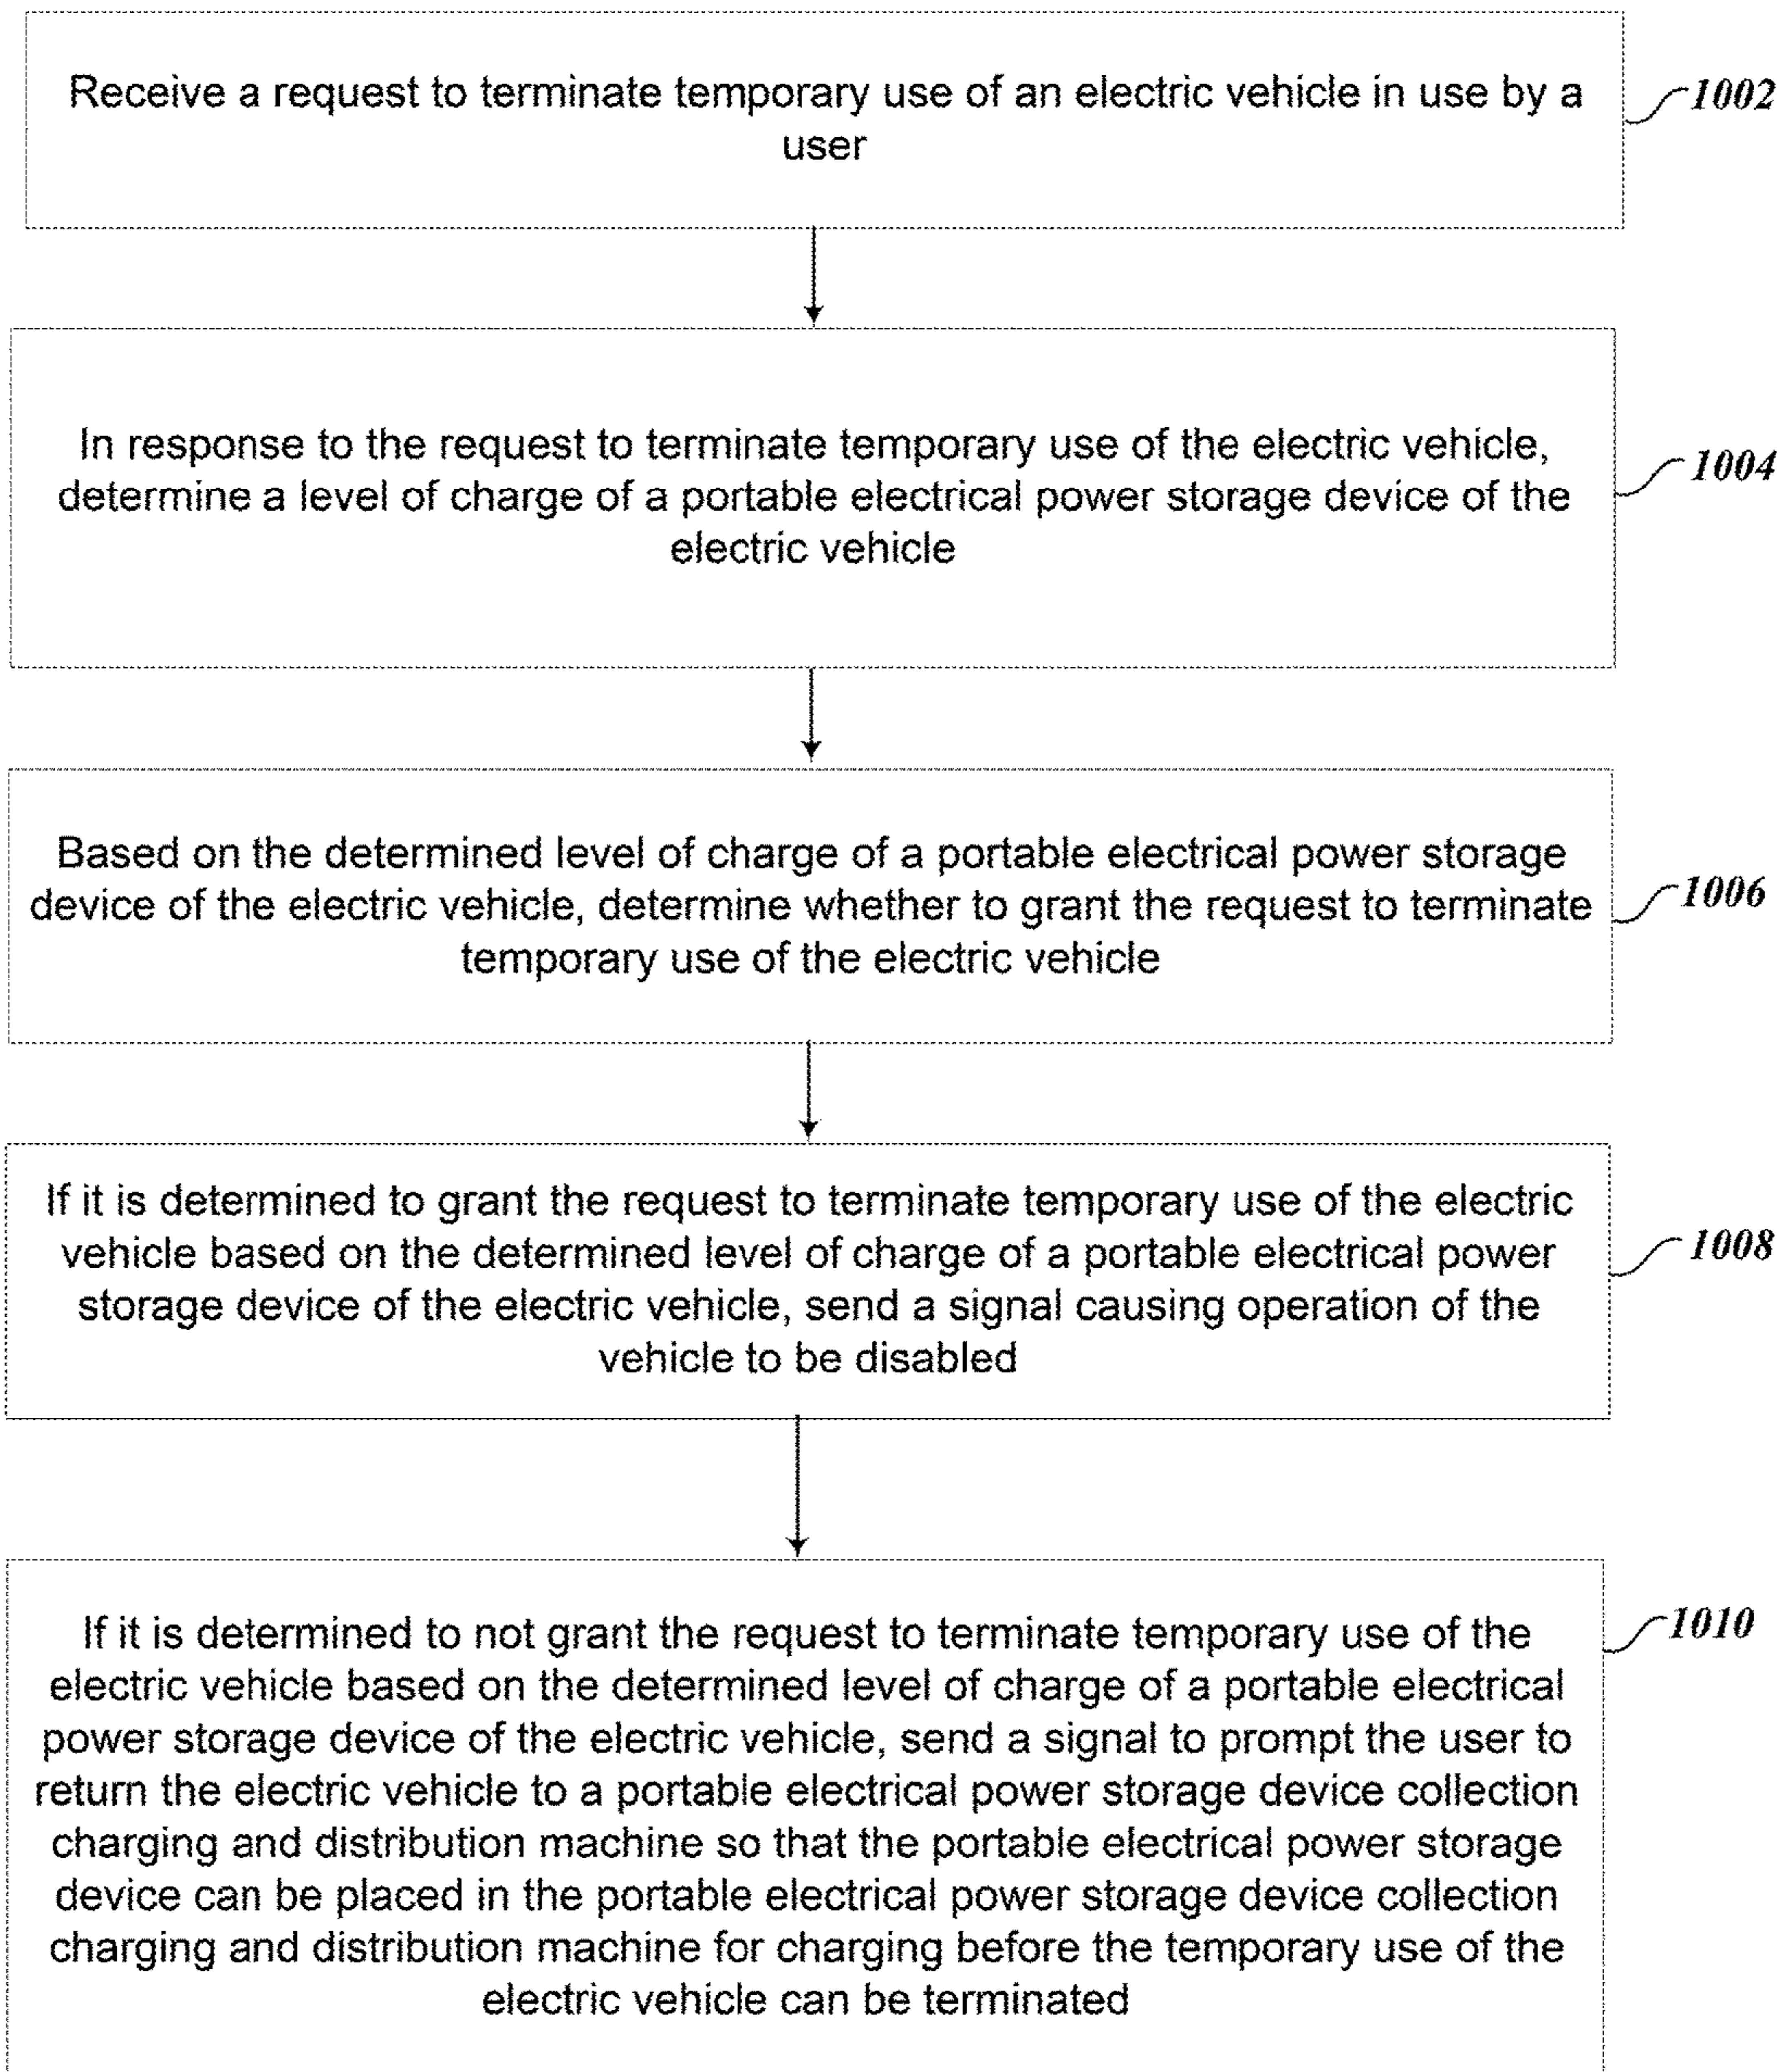 Receive a request to terminate temporary use of an electric vehicle in use by a
user
1002
In response to the request to terminate temporary use of the electric vehicle,
determine a level of charge of a portable electrical power storage device of the
electric vehicle
1004
Based on the determined level of charge of a portable electrical power storage
device of the electric vehicle, determine whether to grant the request to terminate
temporary use of the electric vehicle
1006
If it is determined to grant the request to terminate temporary use of the electric
vehicle based on the determined level of charge of a portable electrical power
storage device of the electric vehicle, send a signal causing operation of the
vehicle to be disabled
1008
If it is determined to not grant the request to terminate temporary use of the
electric vehicle based on the determined level of charge of a portable electrical
power storage device of the electric vehicle, send a signal to prompt the user to
return the electric vehicle to a portable electrical power storage device collection
charging and distribution machine so that the portable electrical power storage
device can be placed in the portable electrical power storage device collection
charging and distribution machine for charging before the temporary use of the
electric vehicle can be terminated
1010